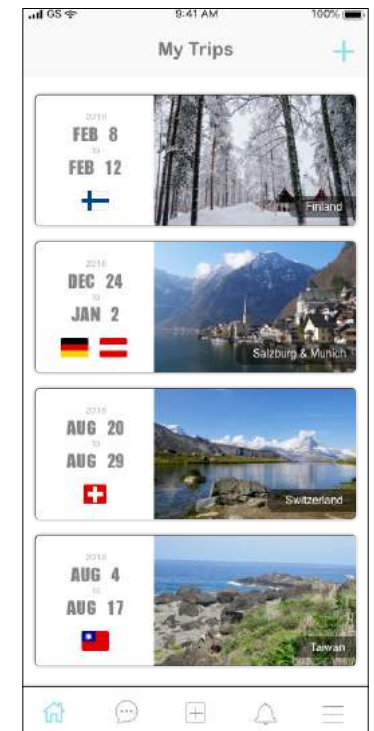 GS 9:41 AM 100%
My Trips
FEB 8
to
FEB 12
Finland
2018
DEC 24
to
JAN 2
Salzburg & Munich
2018
AUG 20
to
AUG 29
Switzerland
2018
AUG 4
to
AUG 17
Taiwan